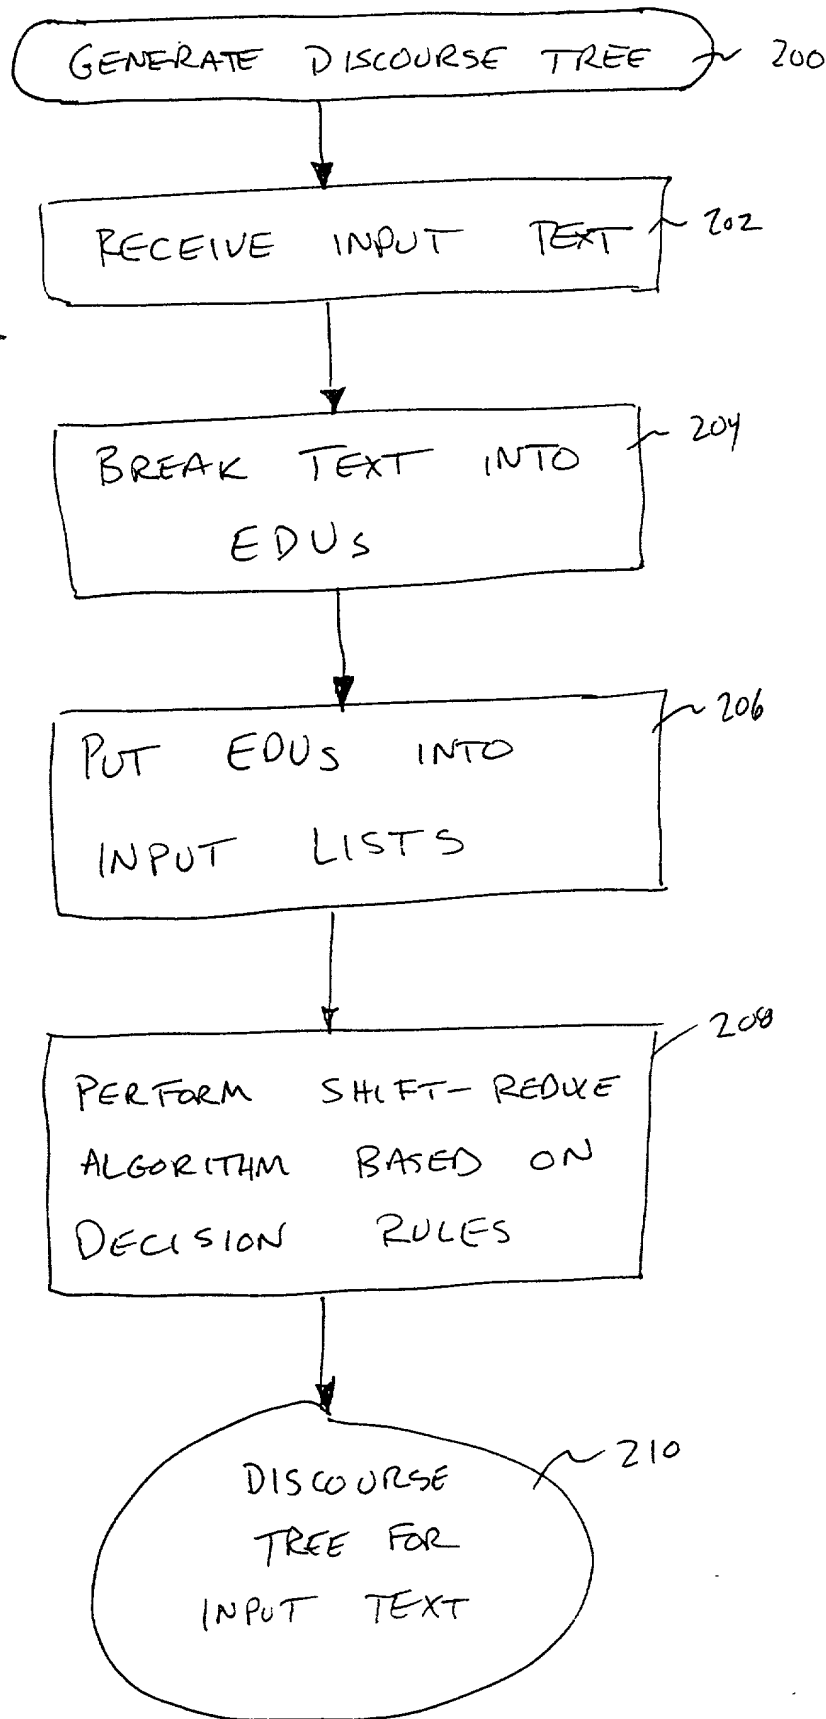 GENERATE DISCOURSE TREE 200
RECEIVE INPUT TEXT 202
BREAK TEXT INTO 204
EDUs
PUT EDUs INTO 206
INPUT LISTS
PERFORM SHIFT-REDUCE 208
ALGORITHM BASED ON
DECISION RULES
DISCOURSE 210
TREE FOR
INPUT TEXT